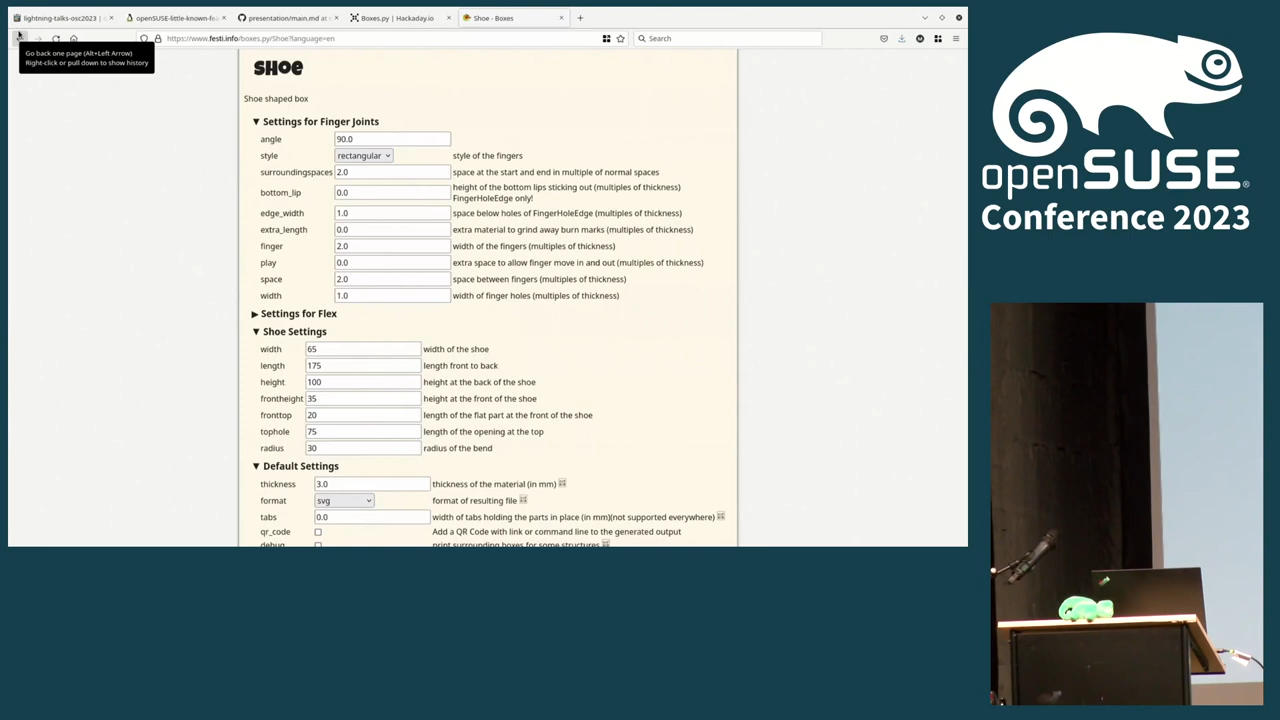 lightning-talks-osc2023 |
openSUSE-little-known-fea
presentation/main.md at
Boxes.py | Hackaday.io
Shoe - Boxes
https://www.festi.info/boxes.py/Shoe?language=en
Search
Go back one page (Alt+Left Arrow)
Right-click or pull down to show history
SHOE
Shoe shaped box
Settings for Finger Joints
angle 90.0
style rectangular style of the fingers
surroundingspaces 2.0 space at the start and end in multiple of normal spaces
bottom_lip 0.0 height of the bottom lips sticking out (multiples of thickness)
FingerHoleEdge only!
edge_width 1.0 space below holes of FingerHoleEdge (multiples of thickness)
extra_length 0.0 extra material to grind away burn marks (multiples of thickness)
finger 2.0 width of the fingers (multiples of thickness)
play 0.0 extra space to allow finger move in and out (multiples of thickness)
space 2.0 space between fingers (multiples of thickness)
width 1.0 width of finger holes (multiples of thickness)
Settings for Flex
Shoe Settings
width 65 width of the shoe
length 175 length front to back
height 100 height at the back of the shoe
frontheight 35 height at the front of the shoe
fronttop 20 length of the flat part at the front of the shoe
tophole 75 length of the opening at the top
radius 30 radius of the bend
Default Settings
thickness 3.0 thickness of the material (in mm)
format svg format of resulting file
tabs 0.0 width of tabs holding the parts in place (in mm)(not supported everywhere)
qr_code Add a QR Code with link or command line to the generated output
debug print surrounding boxes for some structures
openSUSE®
Conference 2023